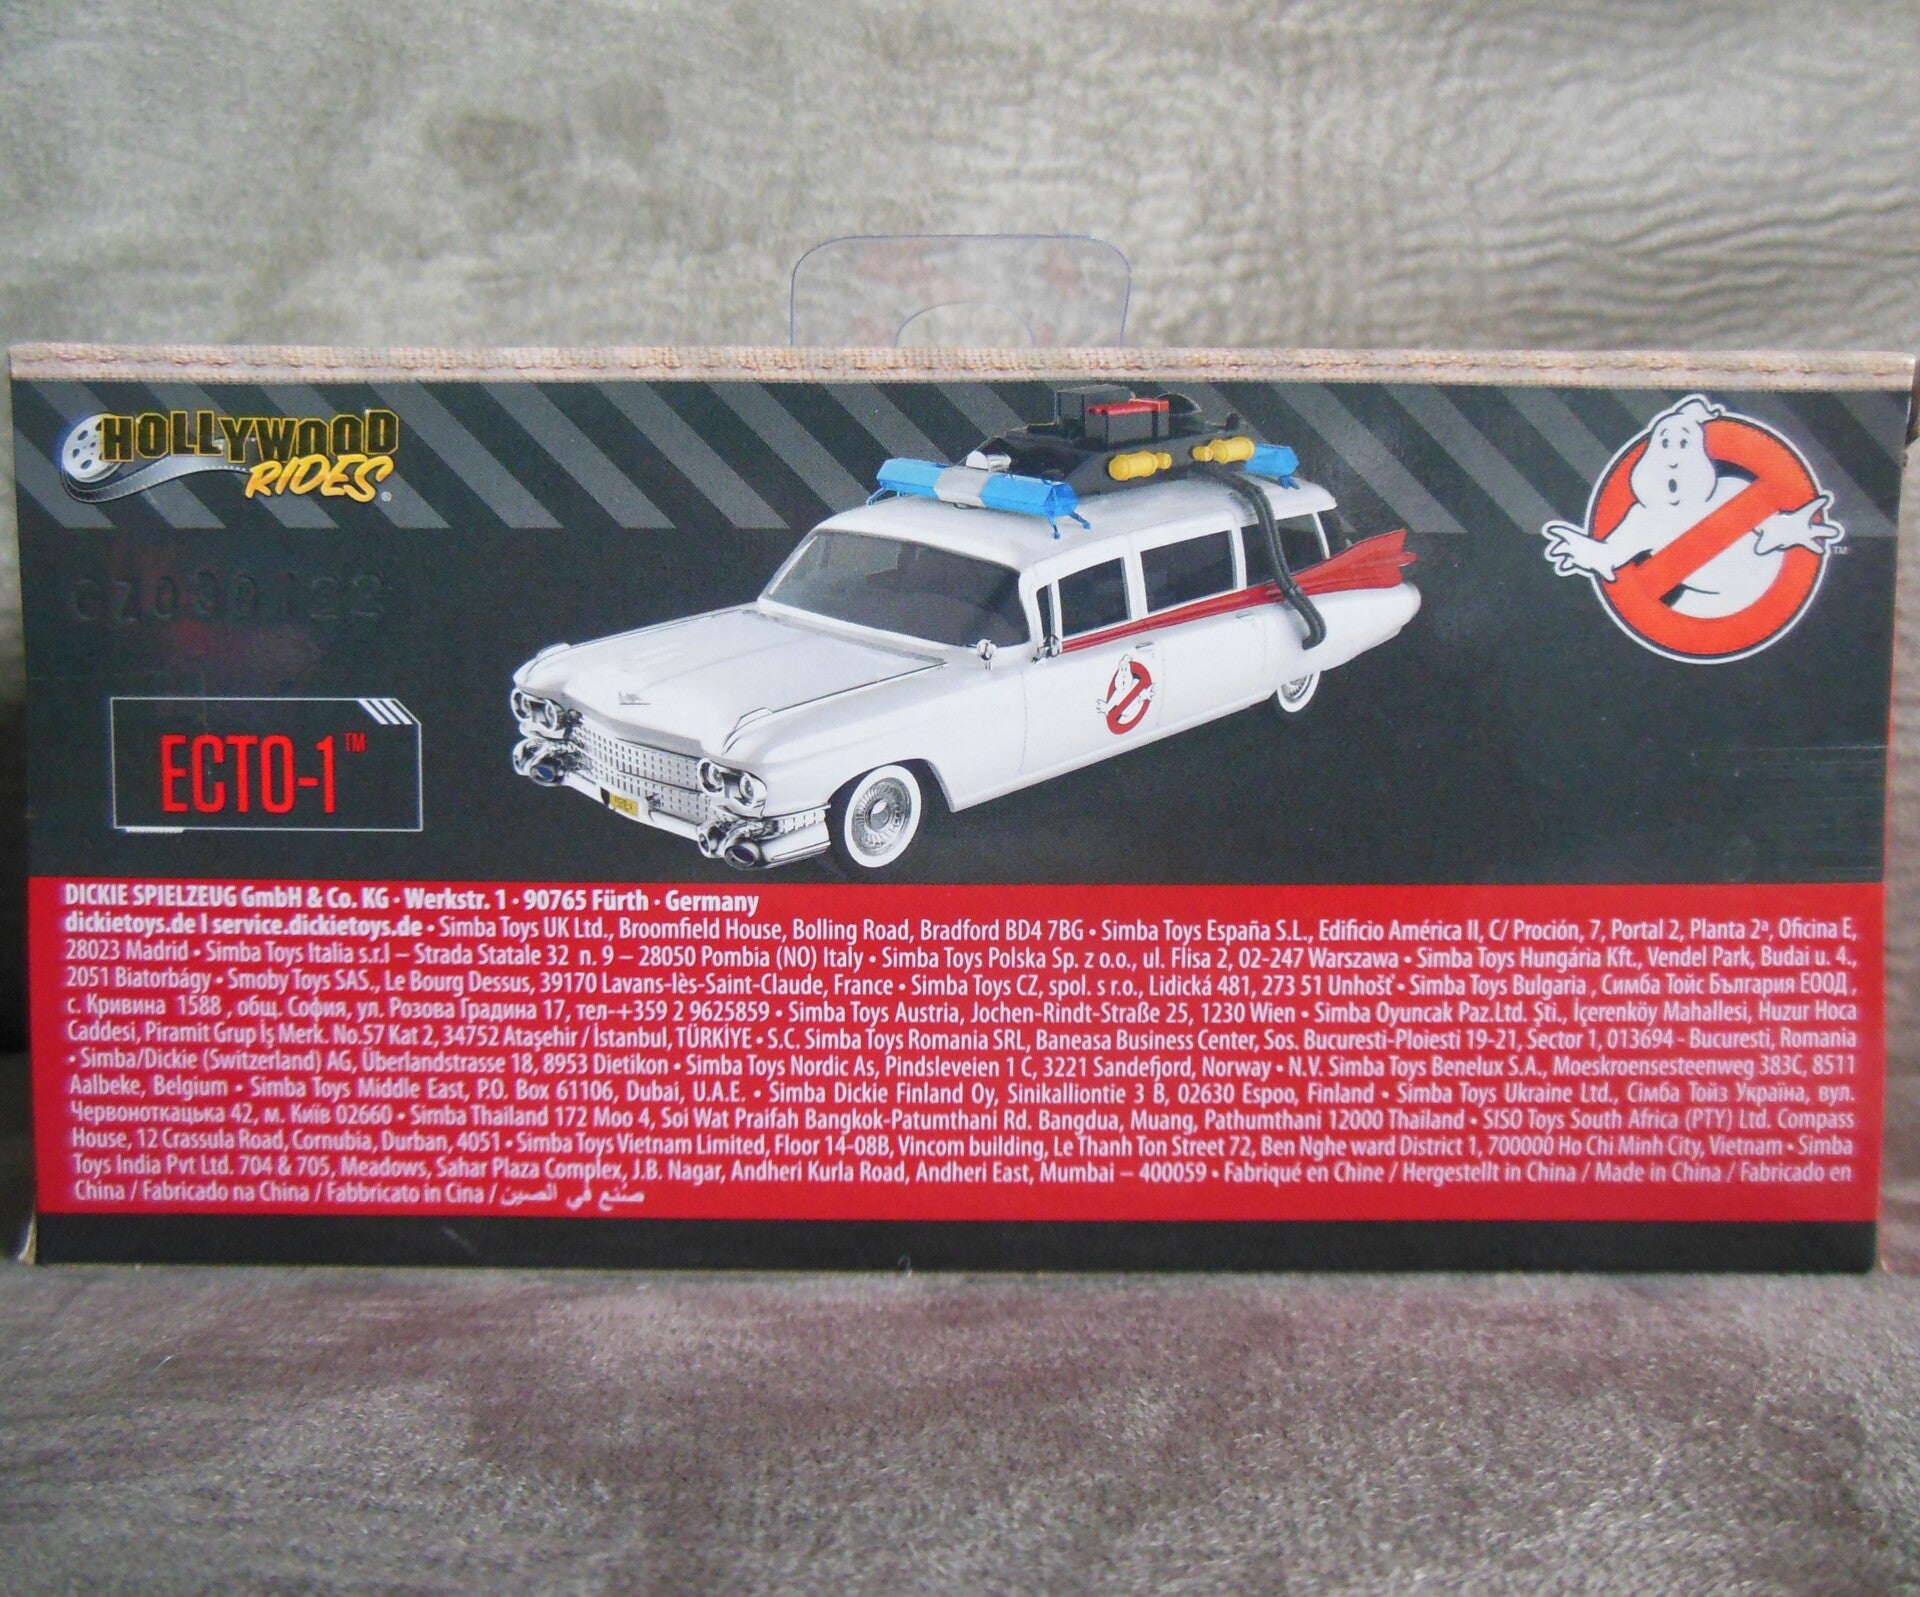 HOLLYWOOD
RIDES®
CZ030122
ECTO-1™
TM
DICKIE SPIELZEUG GmbH & Co. KG · Werkstr. 1 · 90765 Fürth · Germany
dickietoys.de I service.dickietoys.de • Simba Toys UK Ltd., Broomfield House, Bolling Road, Bradford BD4 7BG • Simba Toys España S.L., Edificio América II, C/ Proción, 7, Portal 2, Planta 2ª, Oficina E,
28023 Madrid • Simba Toys Italia s.r.l – Strada Statale 32 n. 9 – 28050 Pombia (NO) Italy • Simba Toys Polska Sp. z o.o., ul. Flisa 2, 02-247 Warszawa • Simba Toys Hungária Kft., Vendel Park, Budai u. 4.,
2051 Biatorbágy • Smoby Toys SAS., Le Bourg Dessus, 39170 Lavans-lès-Saint-Claude, France • Simba Toys CZ, spol. s r.o., Lidická 481, 273 51 Unhošť • Simba Toys Bulgaria , Симба Тойс България ЕООД ,
с. Кривина 1588 , общ. София, ул. Розова Градина 17, тел-+359 2 9625859 • Simba Toys Austria, Jochen-Rindt-Straße 25, 1230 Wien • Simba Oyuncak Paz.Ltd. Şti., İçerenköy Mahallesi, Huzur Hoca
Caddesi, Piramit Grup İş Merk. No.57 Kat 2, 34752 Ataşehir / İstanbul, TÜRKİYE • S.C. Simba Toys Romania SRL, Baneasa Business Center, Sos. Bucuresti-Ploiesti 19-21, Sector 1, 013694 - Bucuresti, Romania
• Simba/Dickie (Switzerland) AG, Überlandstrasse 18, 8953 Dietikon • Simba Toys Nordic As, Pindsleveien 1 C, 3221 Sandefjord, Norway • N.V. Simba Toys Benelux S.A., Moeskroensesteenweg 383C, 8511
Aalbeke, Belgium • Simba Toys Middle East, P.O. Box 61106, Dubai, U.A.E. • Simba Dickie Finland Oy, Sinikalliontie 3 B, 02630 Espoo, Finland • Simba Toys Ukraine Ltd., Сімба Тойз Україна, вул.
Червоноткацька 42, м. Київ 02660 • Simba Thailand 172 Moo 4, Soi Wat Praifah Bangkok-Patumthani Rd. Bangdua, Muang, Pathumthani 12000 Thailand • SISO Toys South Africa (PTY) Ltd. Compass
House, 12 Crassula Road, Cornubia, Durban, 4051 • Simba Toys Vietnam Limited, Floor 14-08B, Vincom building, Le Thanh Ton Street 72, Ben Nghe ward District 1, 700000 Ho Chi Minh City, Vietnam • Simba
Toys India Pvt Ltd. 704 & 705, Meadows, Sahar Plaza Complex, J.B. Nagar, Andheri Kurla Road, Andheri East, Mumbai – 400059 • Fabriqué en Chine / Hergestellt in China / Made in China / Fabricado en
China / Fabricado na China / Fabbricato in Cina / صنع في الصين